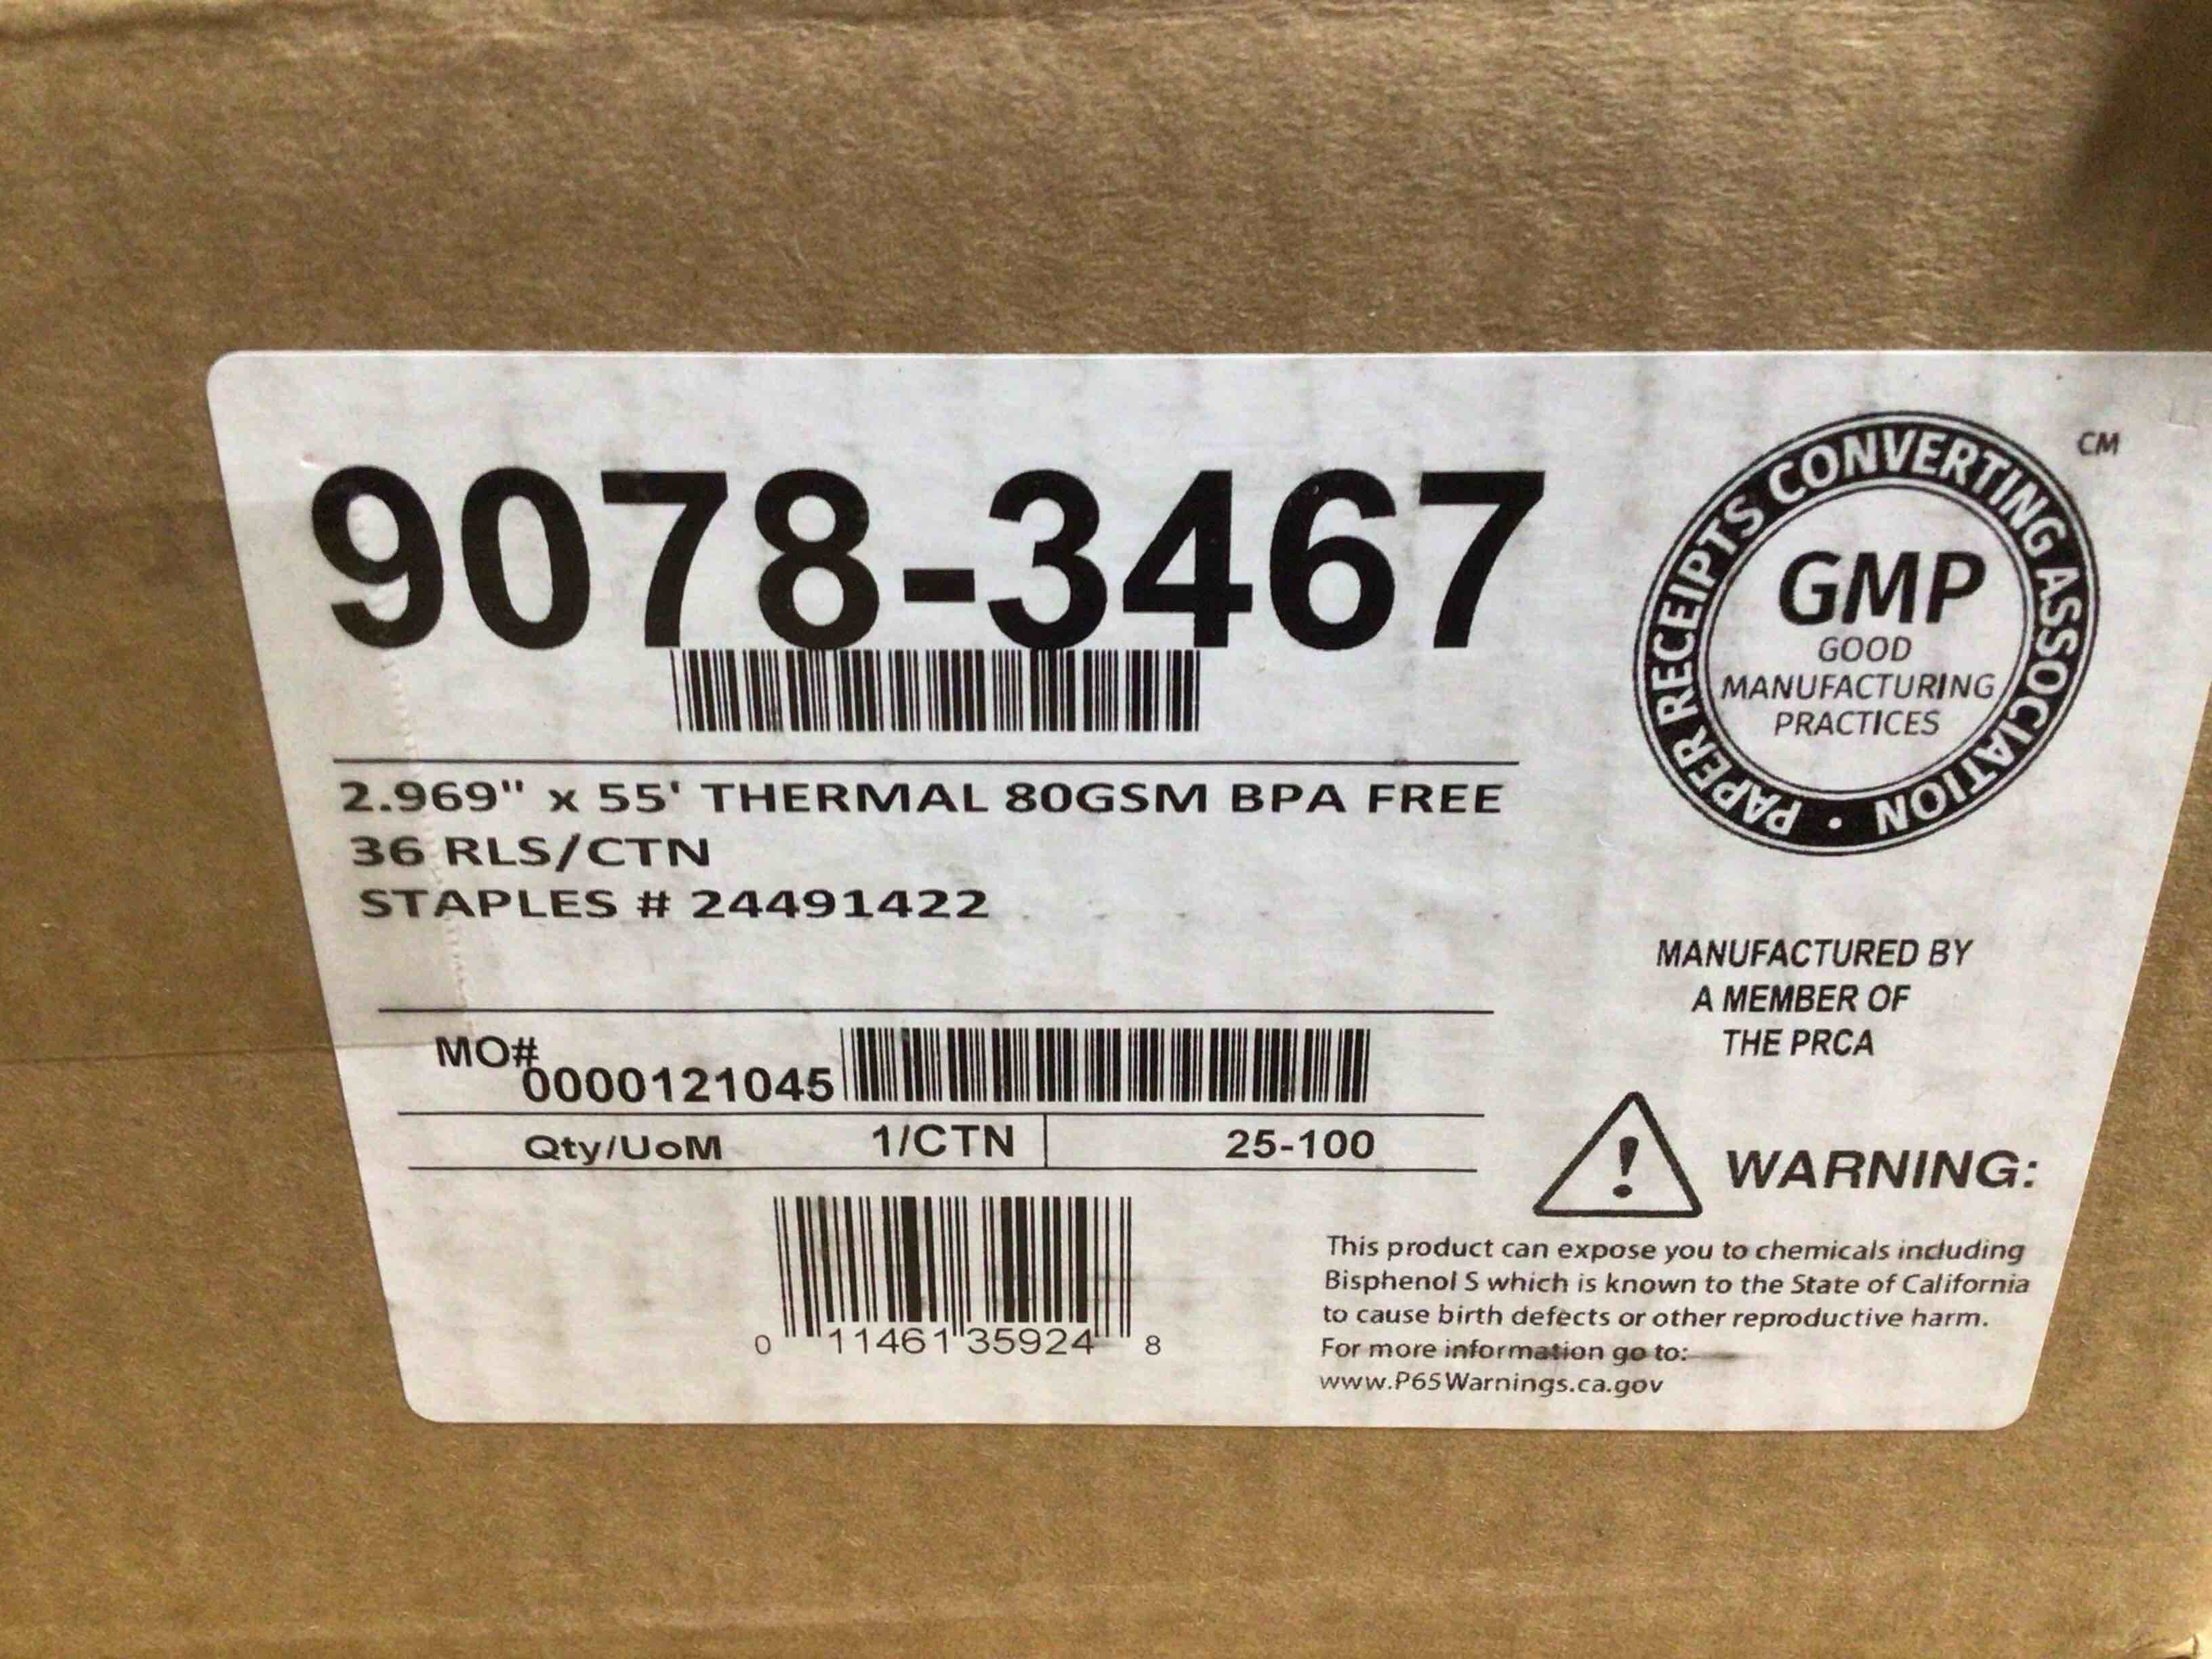 9078-3467
2.969" x 55' THERMAL 80GSM BPA FREE
36 RLS/CTN
STAPLES # 24491422
MO#
0000121045
Qty/UoM 1/CTN 25-100
0 11461 35924 8
PAPER RECEIPTS CONVERTING ASSOCIATION •
CM
GMP
GOOD
MANUFACTURING
PRACTICES
MANUFACTURED BY
A MEMBER OF
THE PRCA
! WARNING:
This product can expose you to chemicals including
Bisphenol S which is known to the State of California
to cause birth defects or other reproductive harm.
For more information go to:
www.P65Warnings.ca.gov